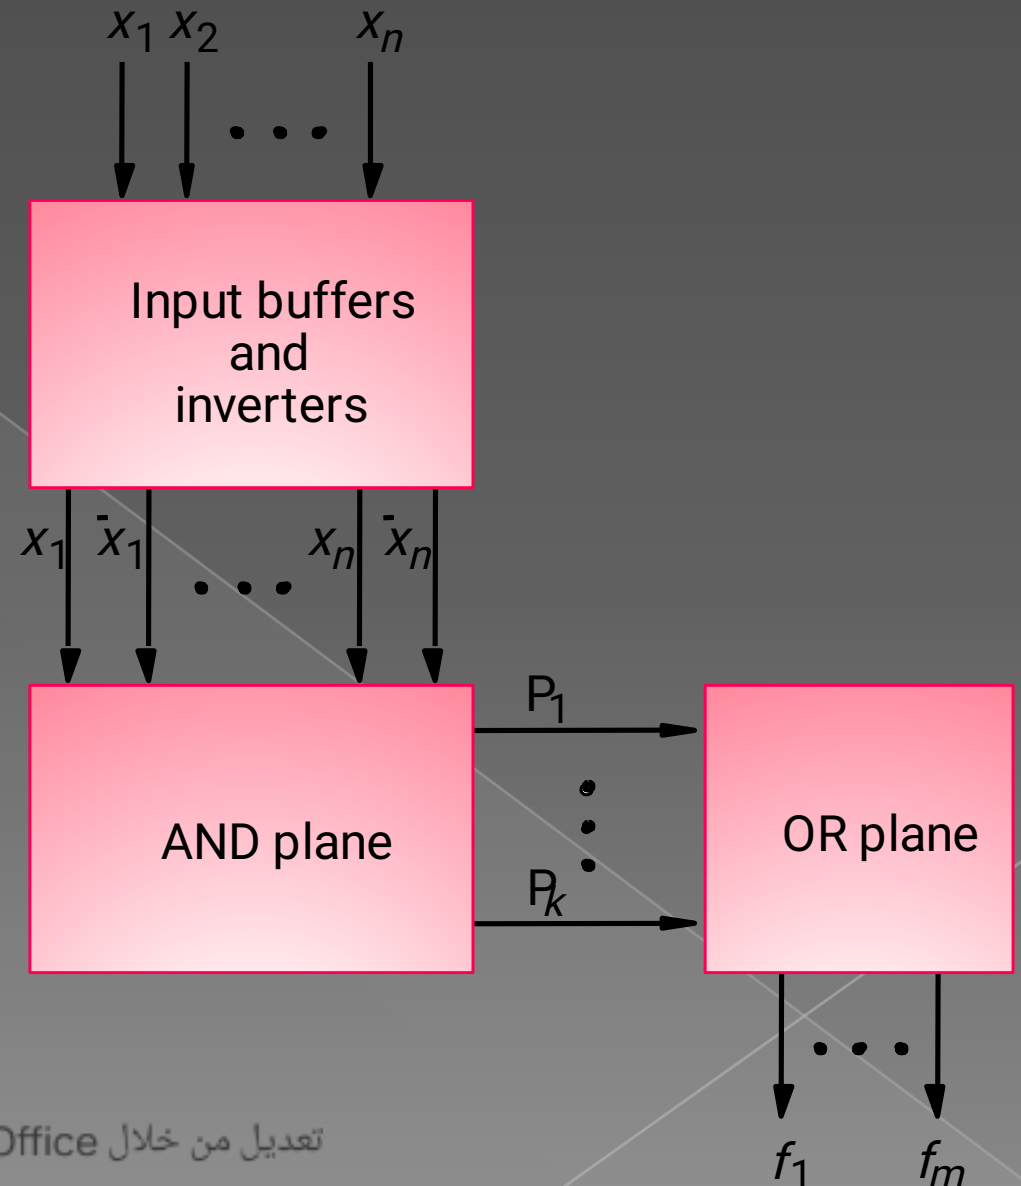 x1 x2 ... xn
Input buffers
and
inverters
x1 x̄1 ... xn x̄n
P1
AND plane
OR plane
Pk
f1 ... fm
تعديل من خلال Office